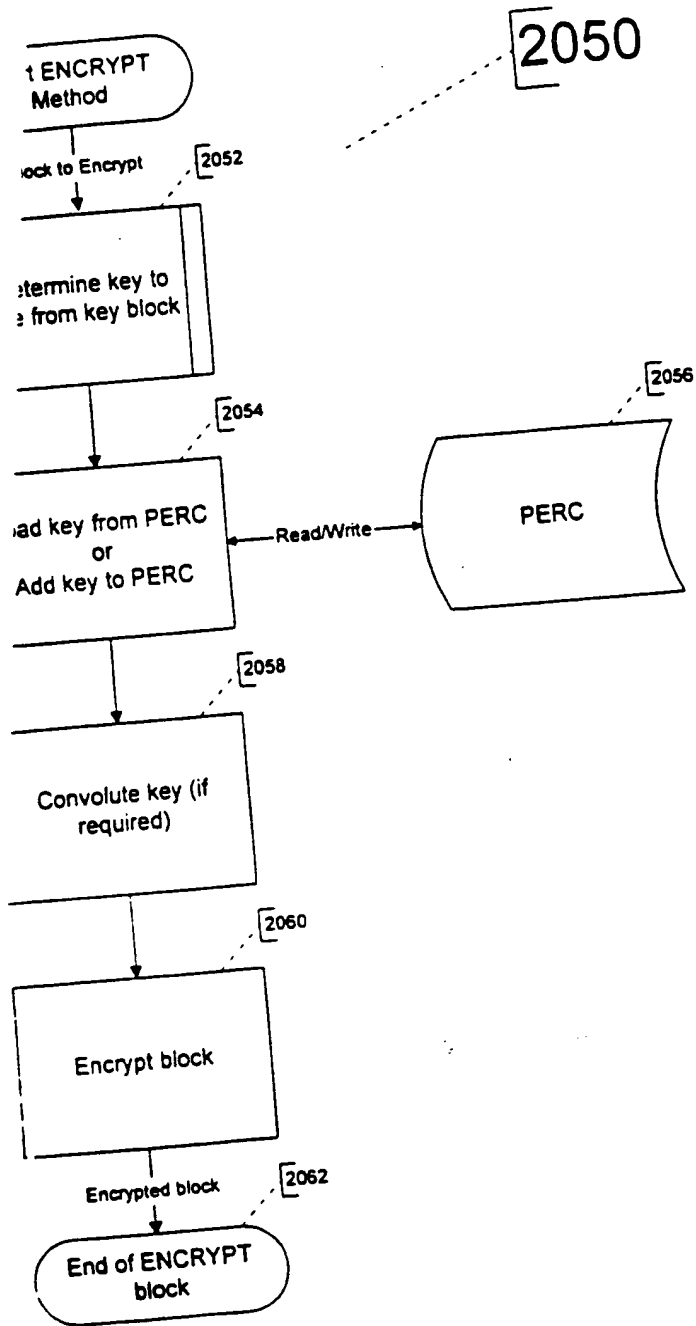 2050
t ENCRYPT
Method
to Encrypt
2052
key to
from key block
2054
key from PERC
or
Add key to PERC
Read/Write
2056
PERC
2058
Convolute key (if
required)
2060
Encrypt block
Encrypted block
2062
End of ENCRYPT
block